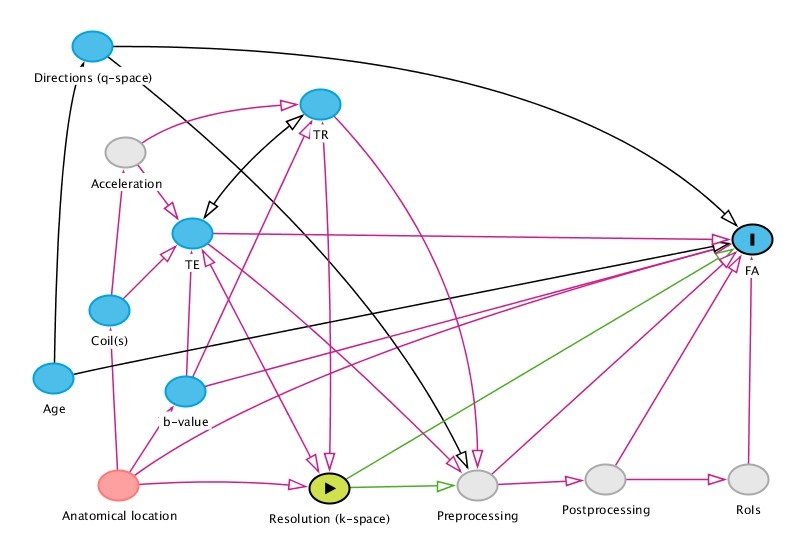 Directions (q-space)
TR
Acceleration
TE
FA
Coil(s)
Age
b-value
Anatomical location
Resolution (k-space)
Preprocessing
Postprocessing
RoIs